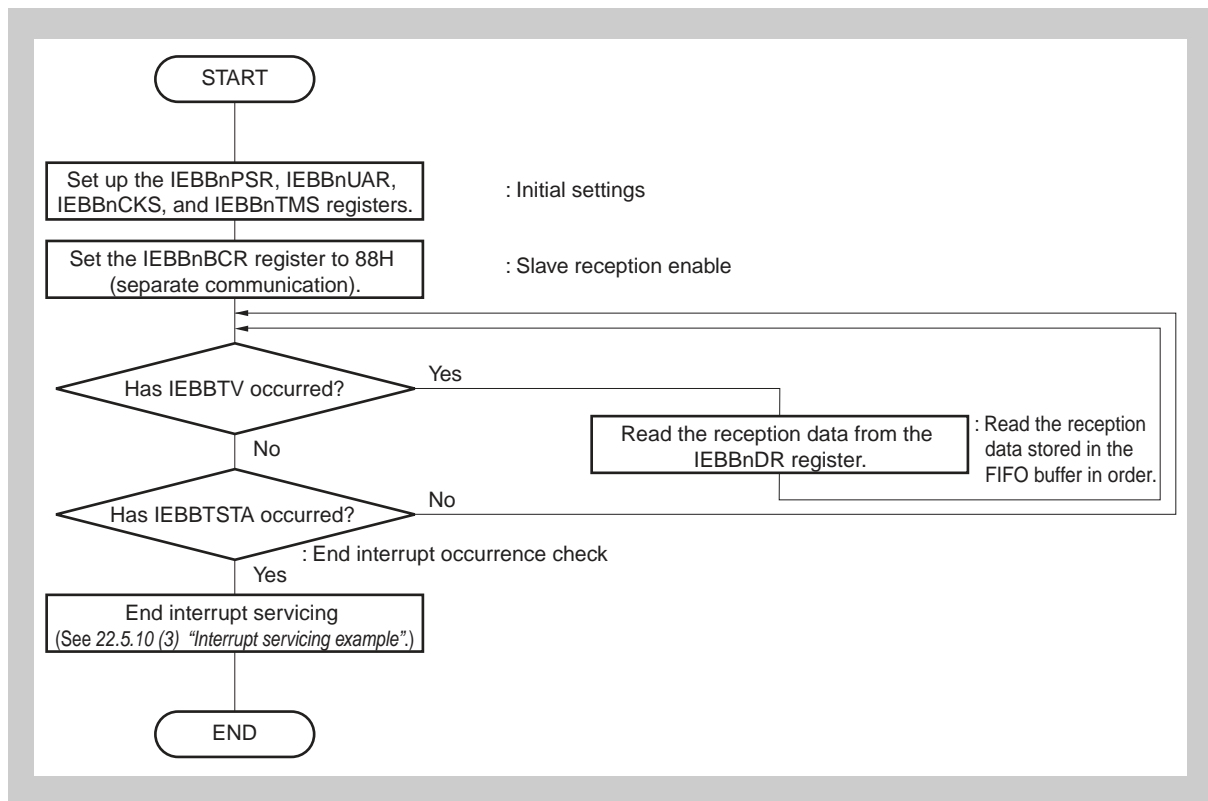 START
Set up the IEBBnPSR, IEBBnUAR,
IEBBnCKS, and IEBBnTMS registers.
: Initial settings
Set the IEBBnBCR register to 88H
(separate communication).
: Slave reception enable
Has IEBBTV occurred?
Yes
No
Read the reception data from the
IEBBnDR register.
: Read the reception
data stored in the
FIFO buffer in order.
Has IEBBTSTA occurred?
No
: End interrupt occurrence check
Yes
End interrupt servicing
(See 22.5.10 (3) “Interrupt servicing example”.)
END